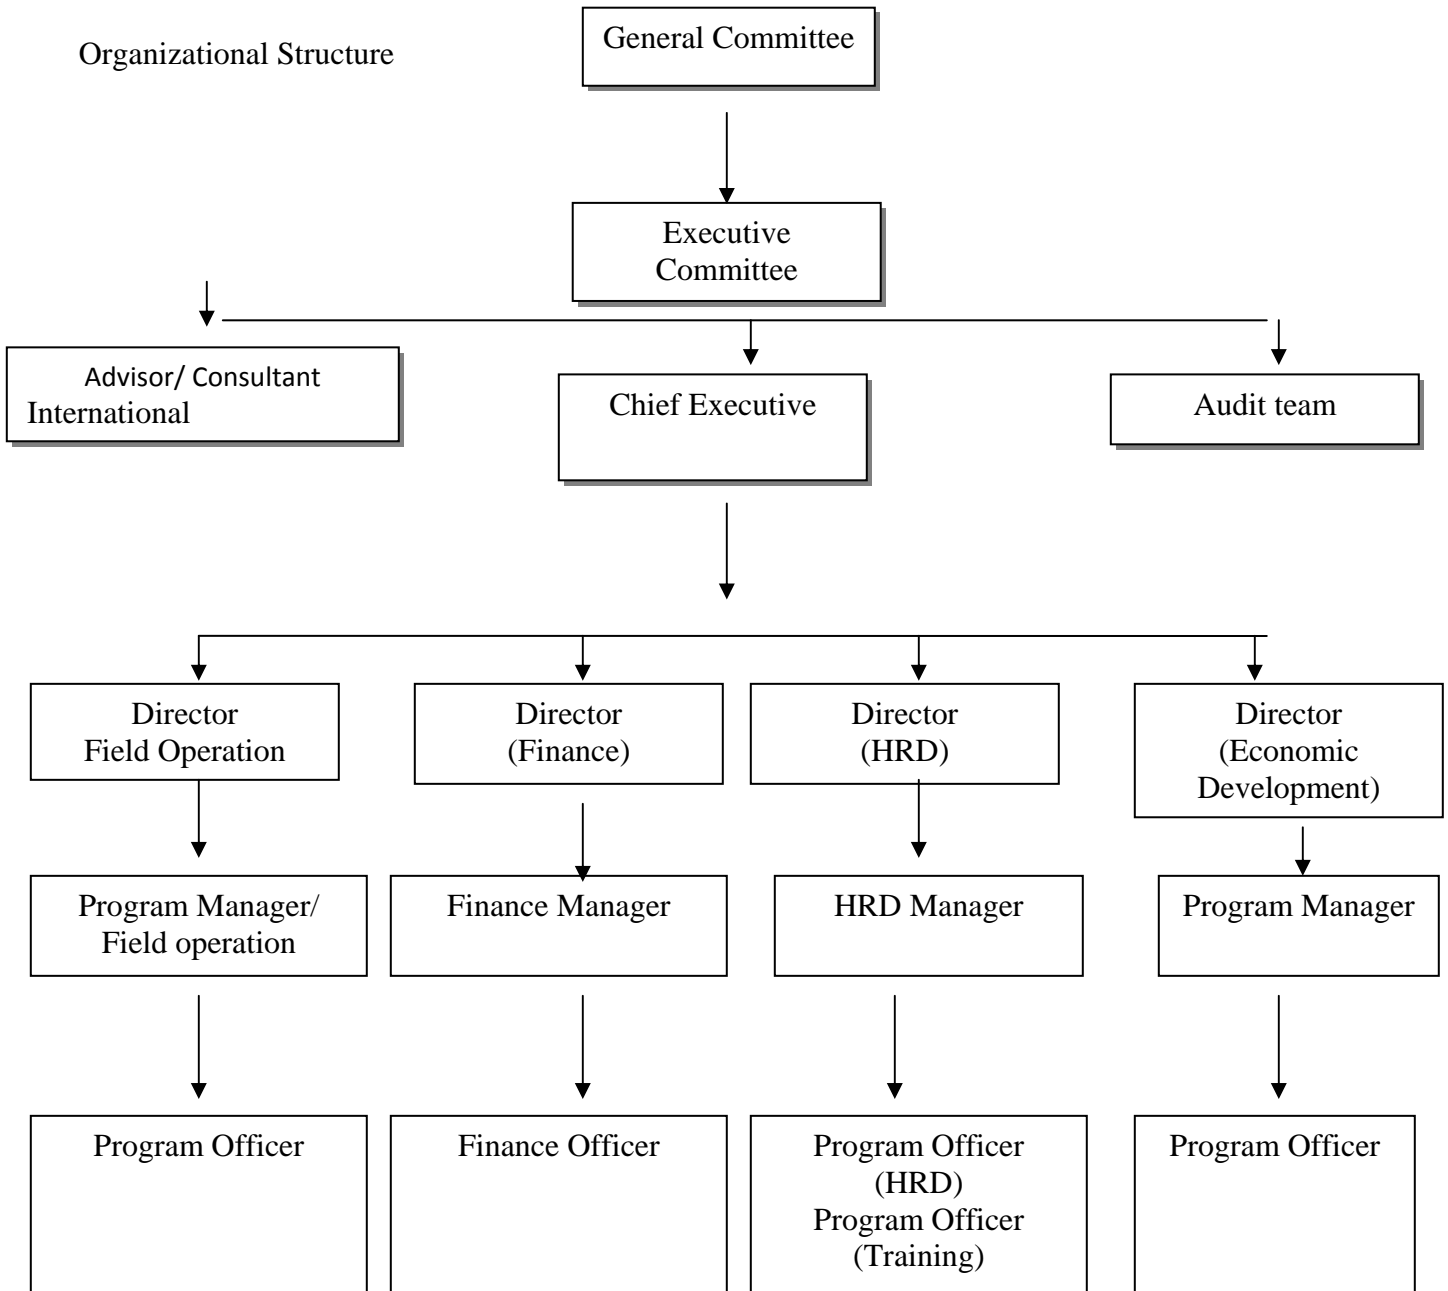 Organizational Structure
General Committee
Executive
Committee
Advisor/ Consultant
International
Chief Executive
Audit team
Director
Field Operation
Director
(Finance)
Director
(HRD)
Director
(Economic
Development)
Program Manager/
Field operation
Finance Manager
HRD Manager
Program Manager
Program Officer
Finance Officer
Program Officer
(HRD)
Program Officer
(Training)
Program Officer